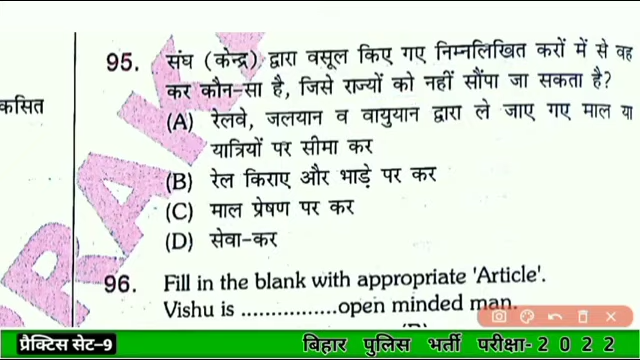 95. संघ (केन्द्र) द्वारा वसूल किए गए निम्नलिखित करों में से वह
कर कौन-सा है, जिसे राज्यों को नहीं सौंपा जा सकता है?
(A) रेलवे, जलयान व वायुयान द्वारा ले जाए गए माल या
यात्रियों पर सीमा कर
(B) रेल किराए और भाड़े पर कर
(C) माल प्रेषण पर कर
(D) सेवा-कर
कसित
96. Fill in the blank with appropriate 'Article'.
Vishu is .................open minded man.
प्रैक्टिस सेट-9
बिहार पुलिस भर्ती परीक्षा-2022